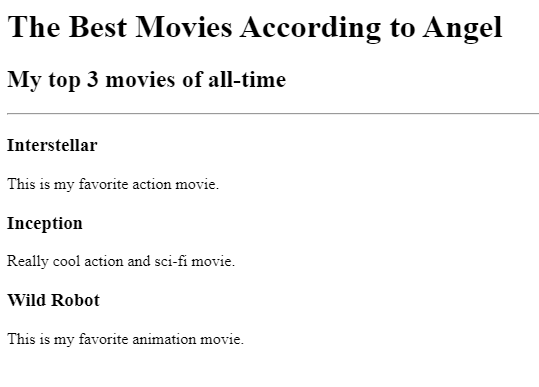 The Best Movies According to Angel
My top 3 movies of all-time
Interstellar
This is my favorite action movie.
Inception
Really cool action and sci-fi movie.
Wild Robot
This is my favorite animation movie.